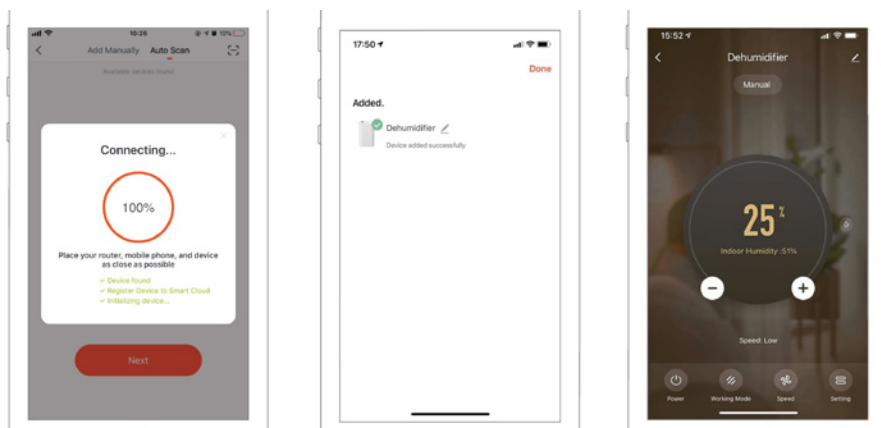 10:26
10%
Add Manually Auto Scan
Available devices found
Connecting...
100%
Place your router, mobile phone, and device
as close as possible
✓ Device found
✓ Register Device to Smart Cloud
✓ Initializing device...
Next
17:50
Done
Added.
Dehumidifier
Device added successfully
15:52
Dehumidifier
Manual
25%
Indoor Humidity :51%
Speed: Low
Power Working Mode Speed Setting